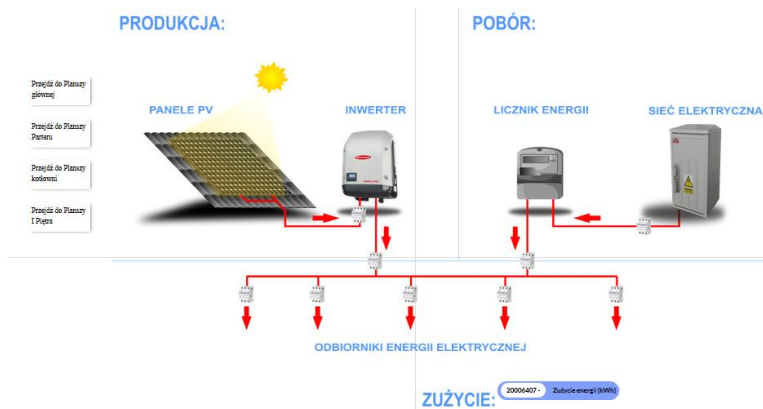 PRODUKCJA:
POBÓR:
Przejdź do Planszy
głównej
Przejdź do Planszy
Parteru
Przejdź do Planszy
kotłowni
Przejdź do Planszy
I Piętra
PANELE PV
INWERTER
LICZNIK ENERGII
SIEĆ ELEKTRYCZNA
ODBIORNIKI ENERGII ELEKTRYCZNEJ
ZUŻYCIE:
20006407 - Zużycie energii [kWh]